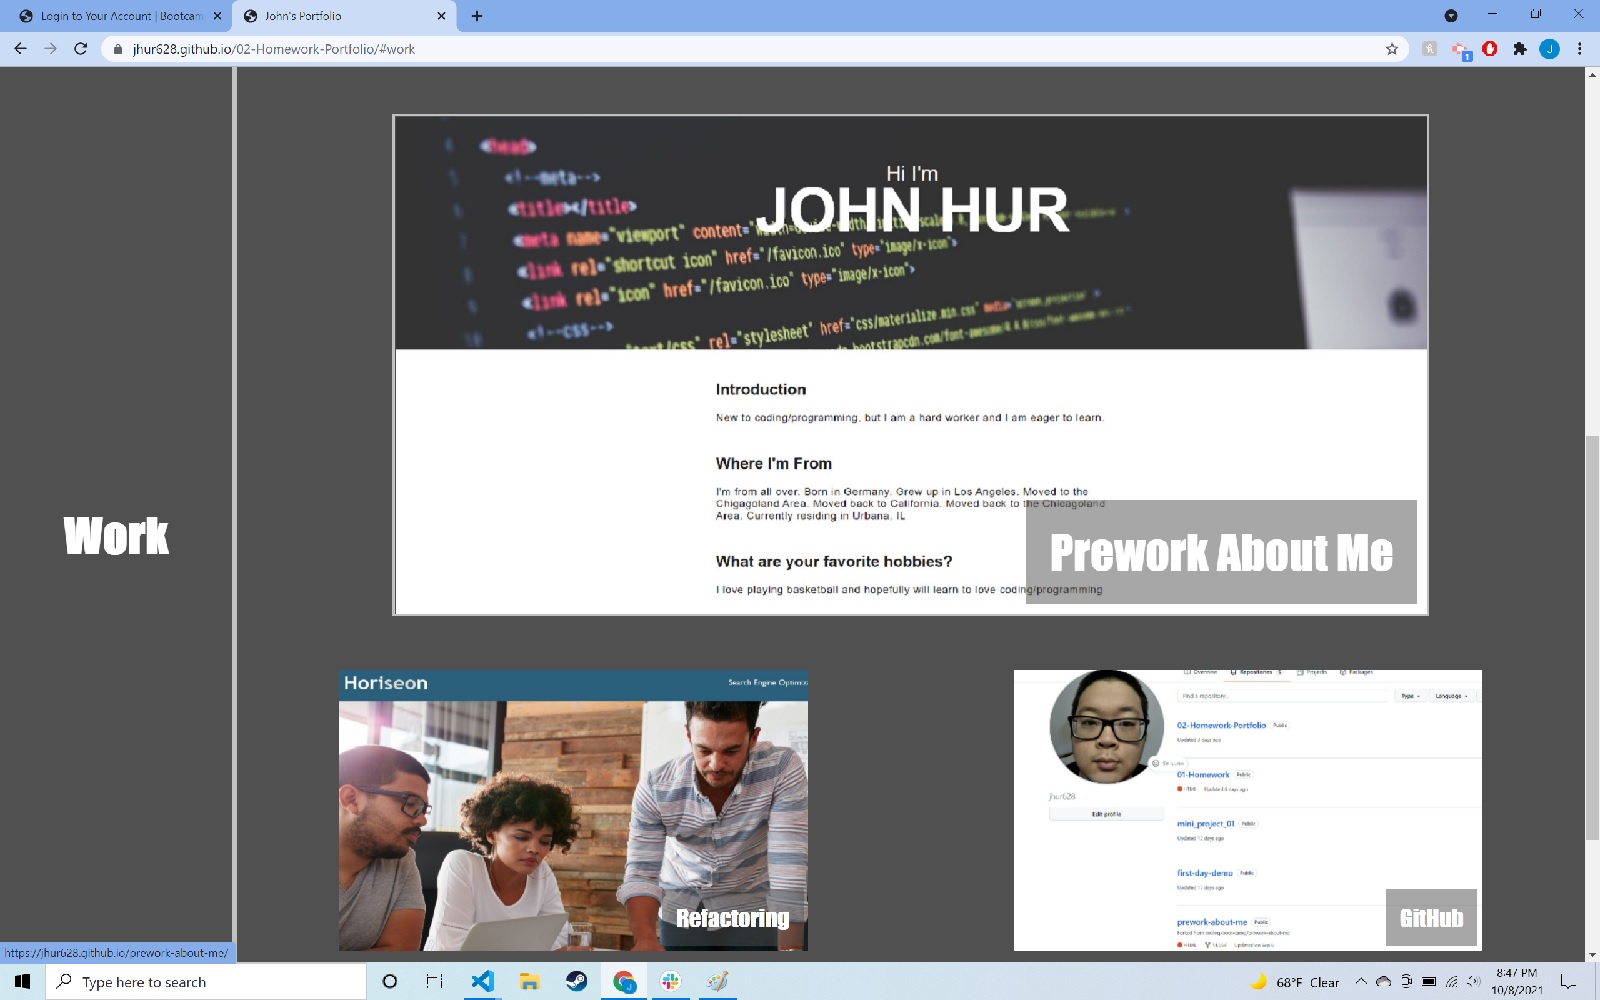 Login to Your Account | Bootcam
John's Portfolio
jhur628.github.io/02-Homework-Portfolio/#work
J
1
<head>
<!--meta-->
<title></title>
<meta name="viewport" content=
<link rel="shortcut icon" href="/favicon.ico" type="image/x-icon">
<link rel="icon" href="/favicon.ico" type="image/x-icon">
<!--CSS-->
rel="stylesheet" href="css/materialize.min.css"
Hi I'm
JOHN HUR
Introduction
New to coding/programming, but I am a hard worker and I am eager to learn.
Where I'm From
I'm from all over. Born in Germany. Grew up in Los Angeles. Moved to the
Chigagoland Area. Moved back to California. Moved back to the Chicagoland
Area. Currently residing in Urbana, IL
What are your favorite hobbies?
I love playing basketball and hopefully will learn to love coding/programming
Prework About Me
Work
Horiseon
Search Engine Optimiz
Refactoring
Overview Repositories 5 Projects Packages
Find a repository...
Type
Language
02-Homework-Portfolio Public
01-Homework Public
HTML
jhur628
Edit profile
mini_project_01 Public
first-day-demo Public
prework-about-me Public
HTML
GitHub
https://jhur628.github.io/prework-about-me/
Type here to search
68°F Clear
8:47 PM
10/8/2021